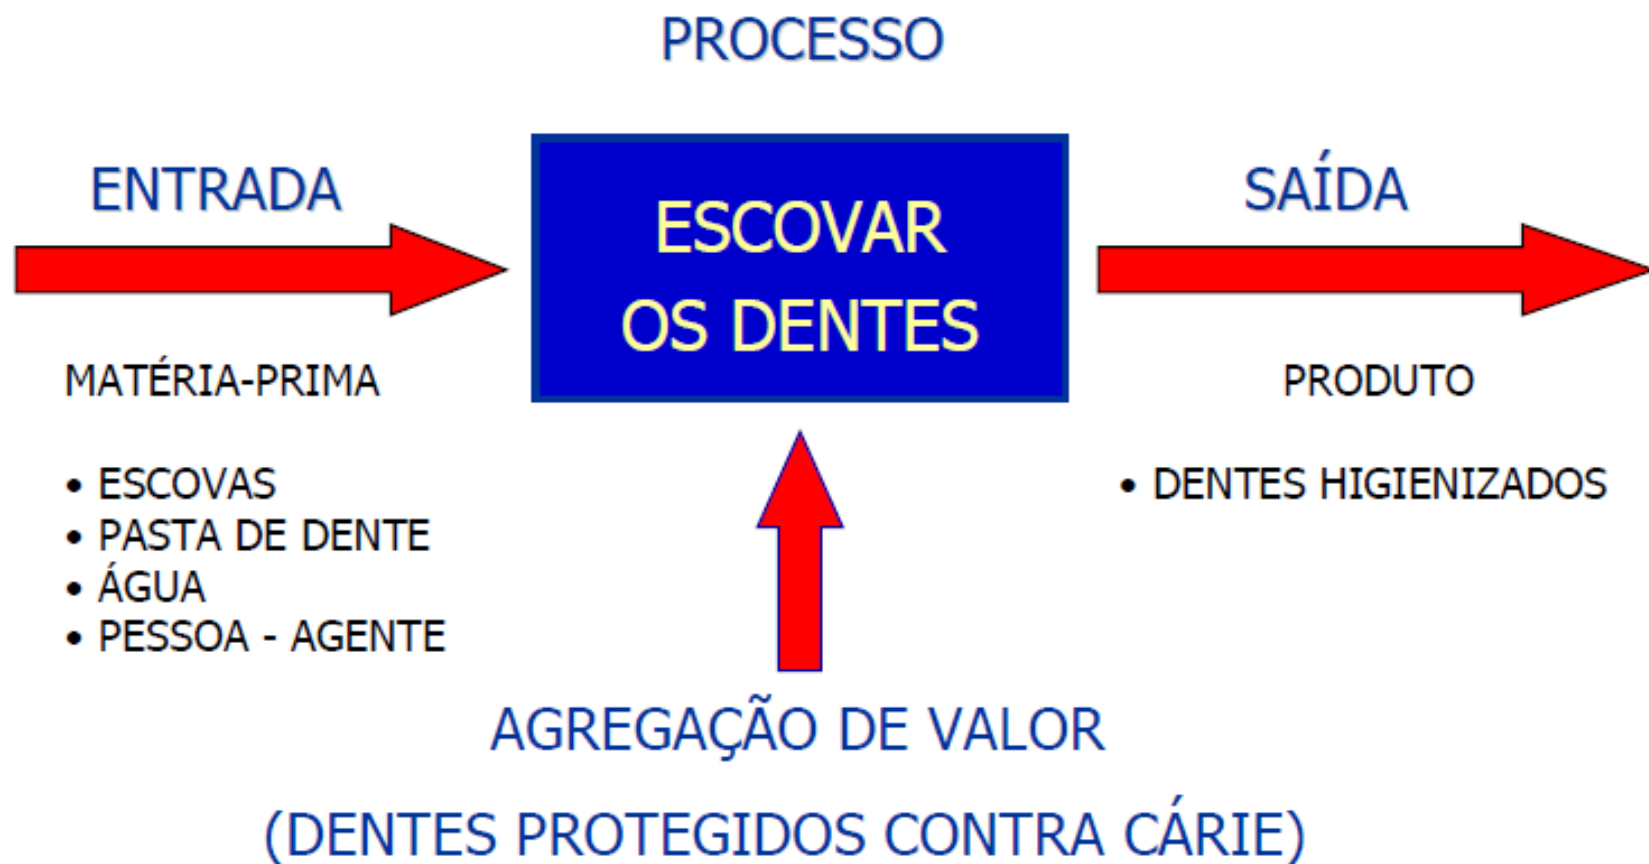 PROCESSO
ENTRADA
ESCOVAR
OS DENTES
SAÍDA
MATÉRIA-PRIMA
• ESCOVAS
• PASTA DE DENTE
• ÁGUA
• PESSOA - AGENTE
PRODUTO
• DENTES HIGIENIZADOS
AGREGAÇÃO DE VALOR
(DENTES PROTEGIDOS CONTRA CÁRIE)